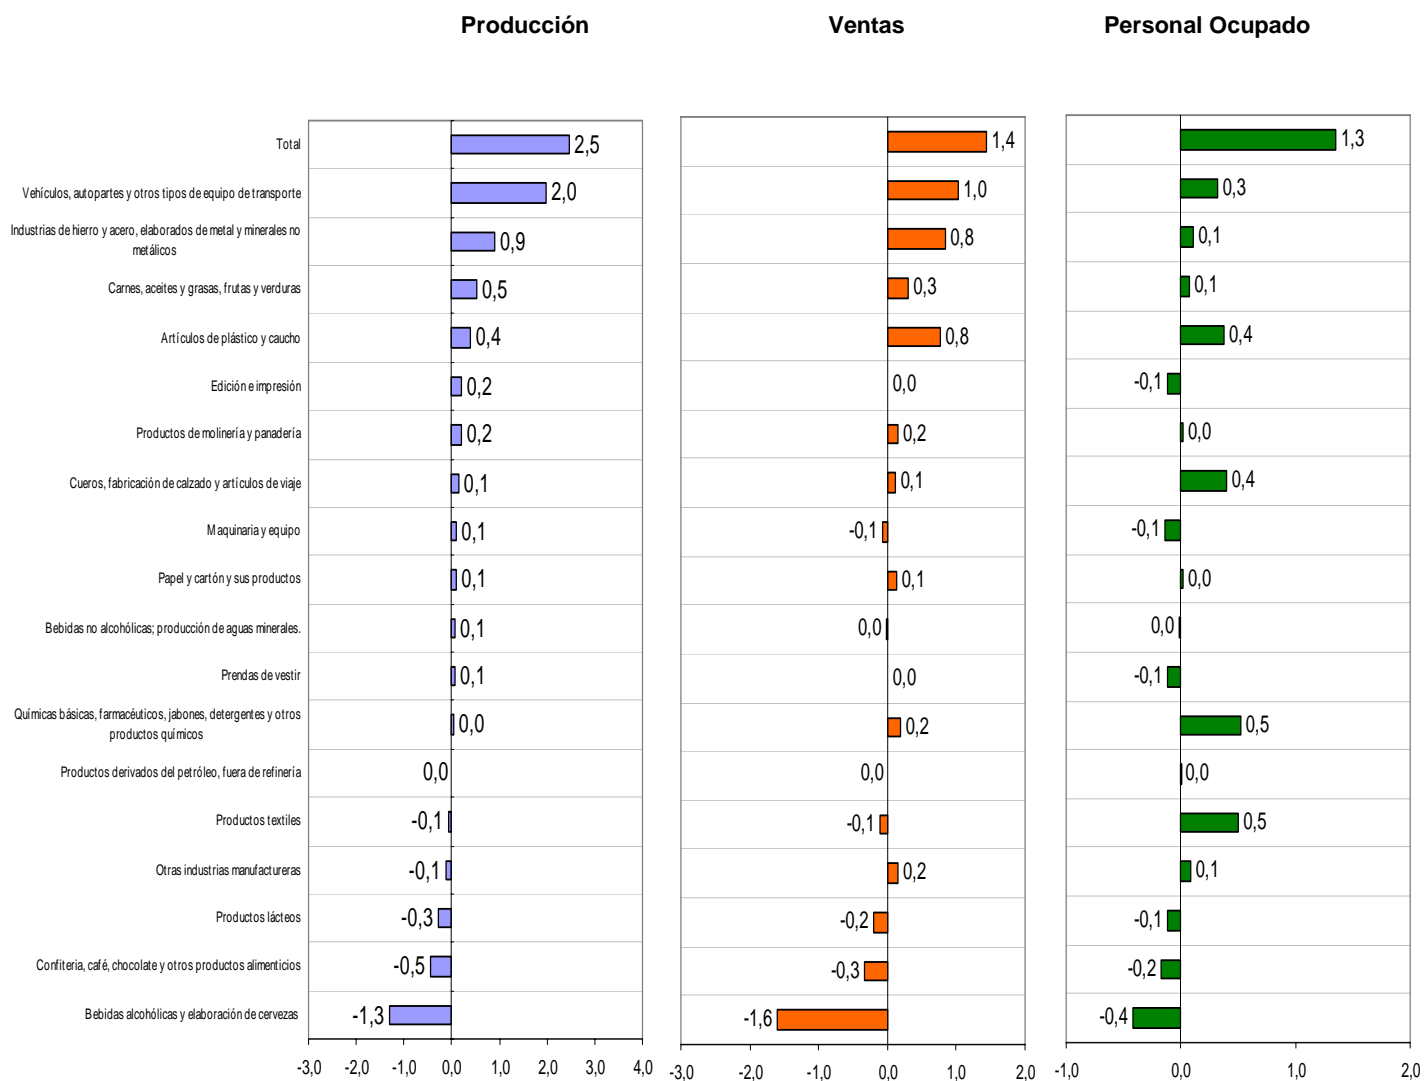 Producción Ventas Personal Ocupado
Total 2,5 1,4 1,3
Vehículos, autopartes y otros tipos de equipo de transporte 2,0 1,0 0,3
Industrias de hierro y acero, elaborados de metal y minerales no
metálicos 0,9 0,8 0,1
Carnes, aceites y grasas, frutas y verduras 0,5 0,3 0,1
Artículos de plástico y caucho 0,4 0,8 0,4
Edición e impresión 0,2 0,0 -0,1
Productos de molinería y panadería 0,2 0,2 0,0
Cueros, fabricación de calzado y artículos de viaje 0,1 0,1 0,4
Maquinaria y equipo 0,1 -0,1 -0,1
Papel y cartón y sus productos 0,1 0,1 0,0
Bebidas no alcohólicas; producción de aguas minerales. 0,1 0,0 0,0
Prendas de vestir 0,1 0,0 -0,1
Químicas básicas, farmacéuticos, jabones, detergentes y otros
productos químicos 0,0 0,2 0,5
Productos derivados del petróleo, fuera de refinería 0,0 0,0 0,0
Productos textiles -0,1 -0,1 0,5
Otras industrias manufactureras -0,1 0,2 0,1
Productos lácteos -0,3 -0,2 -0,1
Confiteria, café, chocolate y otros productos alimenticios -0,5 -0,3 -0,2
Bebidas alcohólicas y elaboración de cervezas -1,3 -1,6 -0,4
-3,0 -2,0 -1,0 0,0 1,0 2,0 3,0 4,0 -3,0 -2,0 -1,0 0,0 1,0 2,0 -1,0 0,0 1,0 2,0